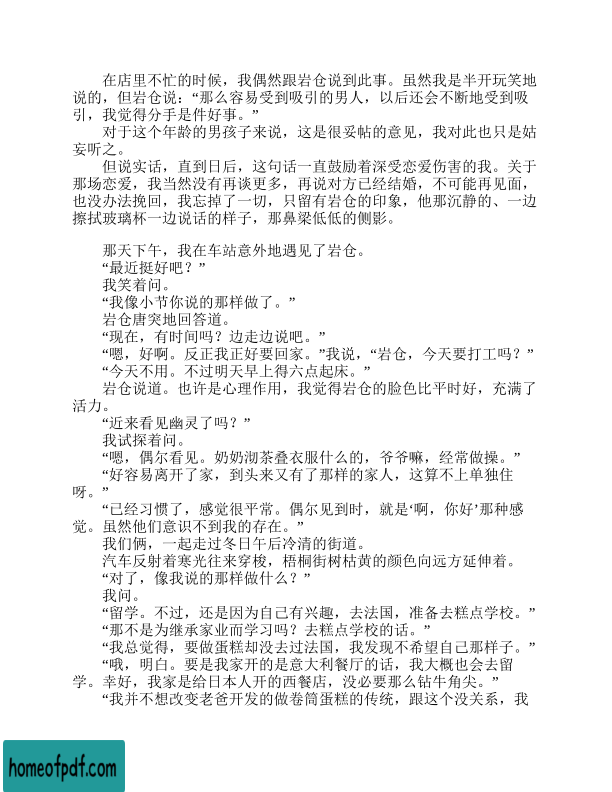 在店里不忙的时候，我偶然跟岩仓说到此事。虽然我是半开玩笑地
说的，但岩仓说：“那么容易受到吸引的男人，以后还会不断地受到吸
引，我觉得分手是件好事。”
对于这个年龄的男孩子来说，这是很妥帖的意见，我对此也只是姑
妄听之。
但说实话，直到日后，这句话一直鼓励着深受恋爱伤害的我。关于
那场恋爱，我当然没有再谈更多，再说对方已经结婚，不可能再见面，
也没办法挽回，我忘掉了一切，只留有岩仓的印象，他那沉静的、一边
擦拭玻璃杯一边说话的样子，那鼻梁低低的侧影。
那天下午，我在车站意外地遇见了岩仓。
“最近挺好吧？”
我笑着问。
“我像小节你说的那样做了。”
岩仓唐突地回答道。
“现在，有时间吗？边走边说吧。”
“嗯，好啊。反正我正好要回家。”我说，“岩仓，今天要打工吗？”
“今天不用。不过明天早上得六点起床。”
岩仓说道。也许是心理作用，我觉得岩仓的脸色比平时好，充满了
活力。
“近来看见幽灵了吗？”
我试探着问。
“嗯，偶尔看见。奶奶沏茶叠衣服什么的，爷爷嘛，经常做操。”
“好容易离开了家，到头来又有了那样的家人，这算不上单独住
呀。”
“已经习惯了，感觉很平常。偶尔见到时，就是‘啊，你好’那种感
觉。虽然他们意识不到我的存在。”
我们俩，一起走过冬日午后冷清的街道。
汽车反射着寒光往来穿梭，梧桐街树枯黄的颜色向远方延伸着。
“对了，像我说的那样做什么？”
我问。
“留学。不过，还是因为自己有兴趣，去法国，准备去糕点学校。”
“那不是为继承家业而学习吗？去糕点学校的话。”
“我总觉得，要做蛋糕却没去过法国，我发现不希望自己那样子。”
“哦，明白。要是我家开的是意大利餐厅的话，我大概也会去留
学。幸好，我家是给日本人开的西餐店，没必要那么钻牛角尖。”
“我并不想改变老爸开发的做卷筒蛋糕的传统，跟这个没关系，我
homeofpdf.com